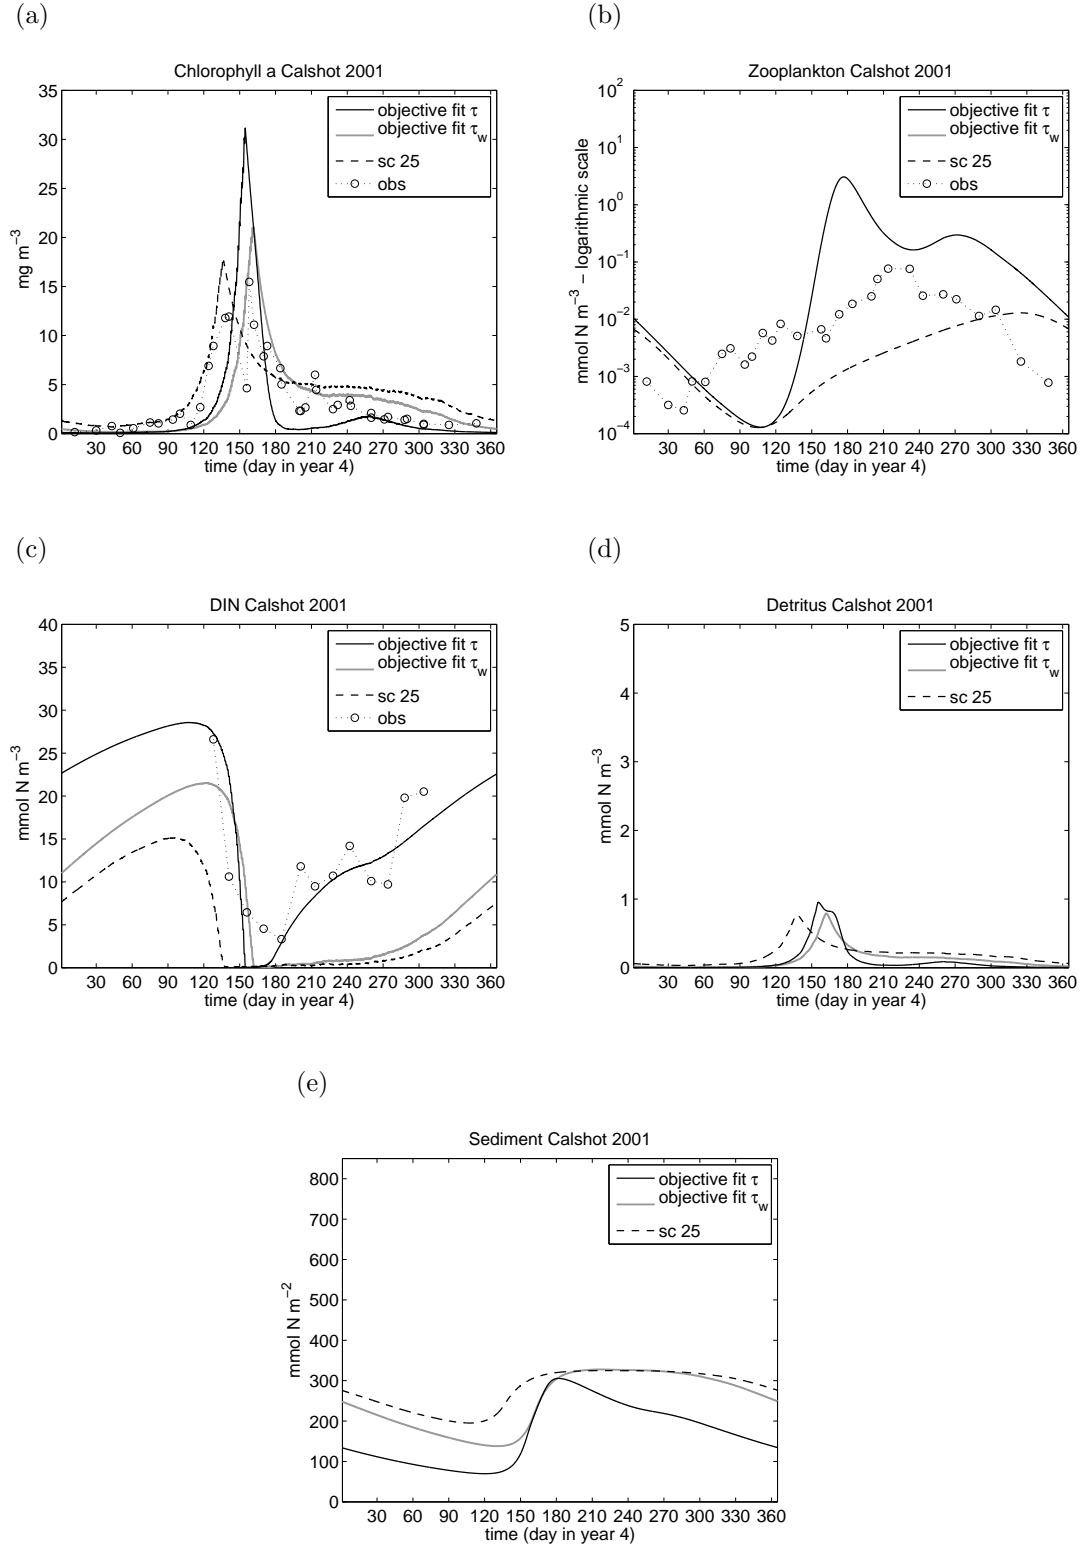 (a)
Chlorophyll a Calshot 2001
35
30
25
20
15
10
5
0
mg m−3
objective fit τ
objective fit τw
sc 25
obs
30 60 90 120 150 180 210 240 270 300 330 360
time (day in year 4)
(b)
Zooplankton Calshot 2001
10^2
10^1
10^0
10^−1
10^−2
10^−3
10^−4
mmol N m−3 − logarithmic scale
objective fit τ
objective fit τw
sc 25
obs
30 60 90 120 150 180 210 240 270 300 330 360
time (day in year 4)
(c)
DIN Calshot 2001
40
35
30
25
20
15
10
5
0
mmol N m−3
objective fit τ
objective fit τw
sc 25
obs
30 60 90 120 150 180 210 240 270 300 330 360
time (day in year 4)
(d)
Detritus Calshot 2001
5
4
3
2
1
0
mmol N m−3
objective fit τ
objective fit τw
sc 25
30 60 90 120 150 180 210 240 270 300 330 360
time (day in year 4)
(e)
Sediment Calshot 2001
800
700
600
500
400
300
200
100
0
mmol N m−2
objective fit τ
objective fit τw
sc 25
30 60 90 120 150 180 210 240 270 300 330 360
time (day in year 4)